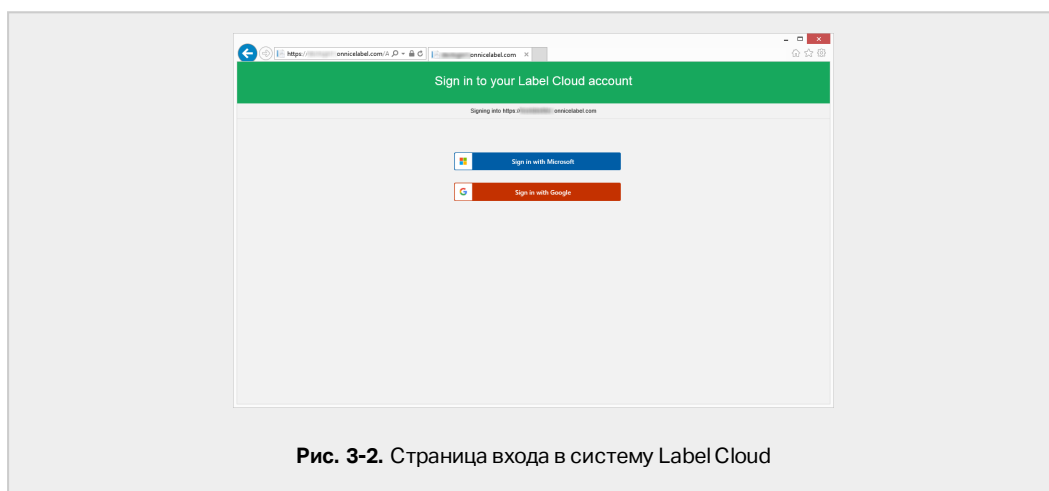 https:// onnicelabel.com/A
onnicelabel.com
Sign in to your Label Cloud account
Signing into https:// onnicelabel.com
Sign in with Microsoft
Sign in with Google
Рис. 3-2. Страница входа в систему Label Cloud